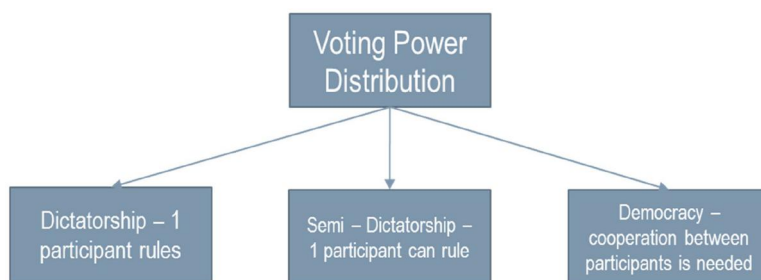 Voting Power
Distribution
Dictatorship – 1
participant rules
Semi – Dictatorship –
1 participant can rule
Democracy –
cooperation between
participants is needed